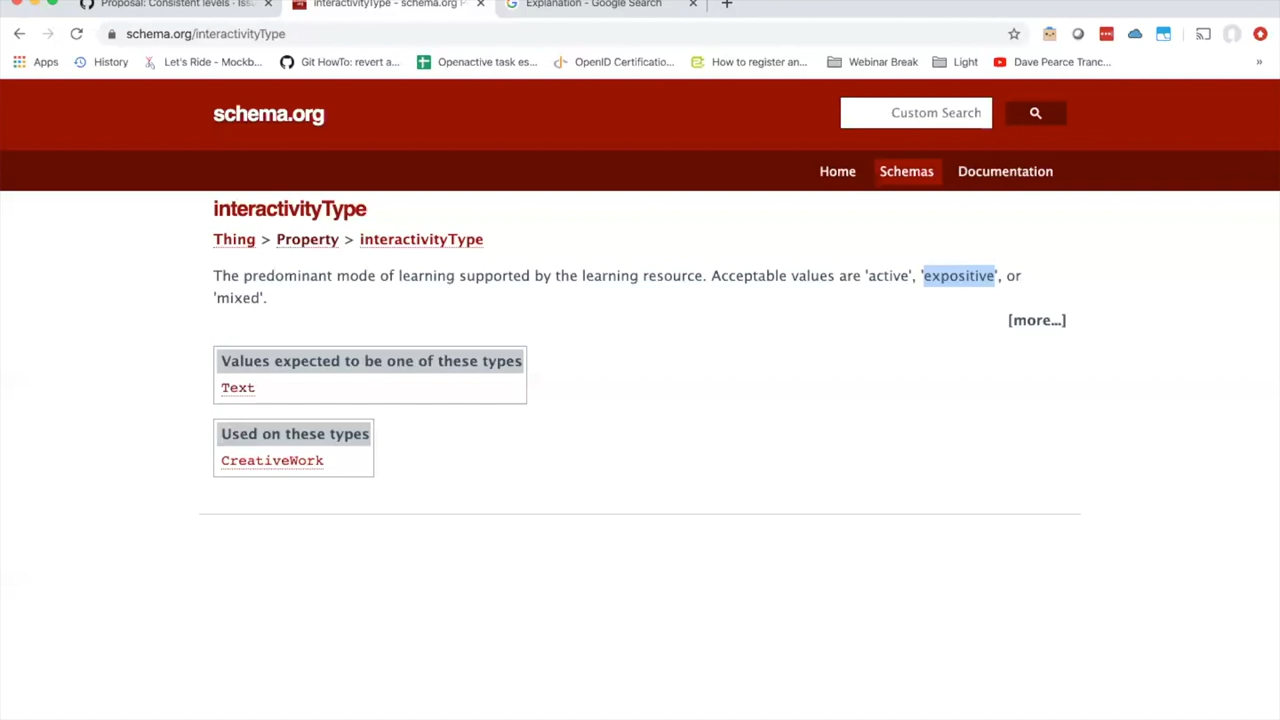 Proposal: Consistent levels · Issu
interactivityType - schema.org P
Explanation - Google Search
schema.org/interactivityType
Apps
History
Let's Ride - Mockb...
Git HowTo: revert a...
Openactive task es...
OpenID Certificatio...
How to register an...
Webinar Break
Light
Dave Pearce Tranc...
»
schema.org
Custom Search
Home
Schemas
Documentation
interactivityType
Thing > Property > interactivityType
The predominant mode of learning supported by the learning resource. Acceptable values are 'active', 'expositive', or
'mixed'.
[more...]
Values expected to be one of these types
Text
Used on these types
CreativeWork